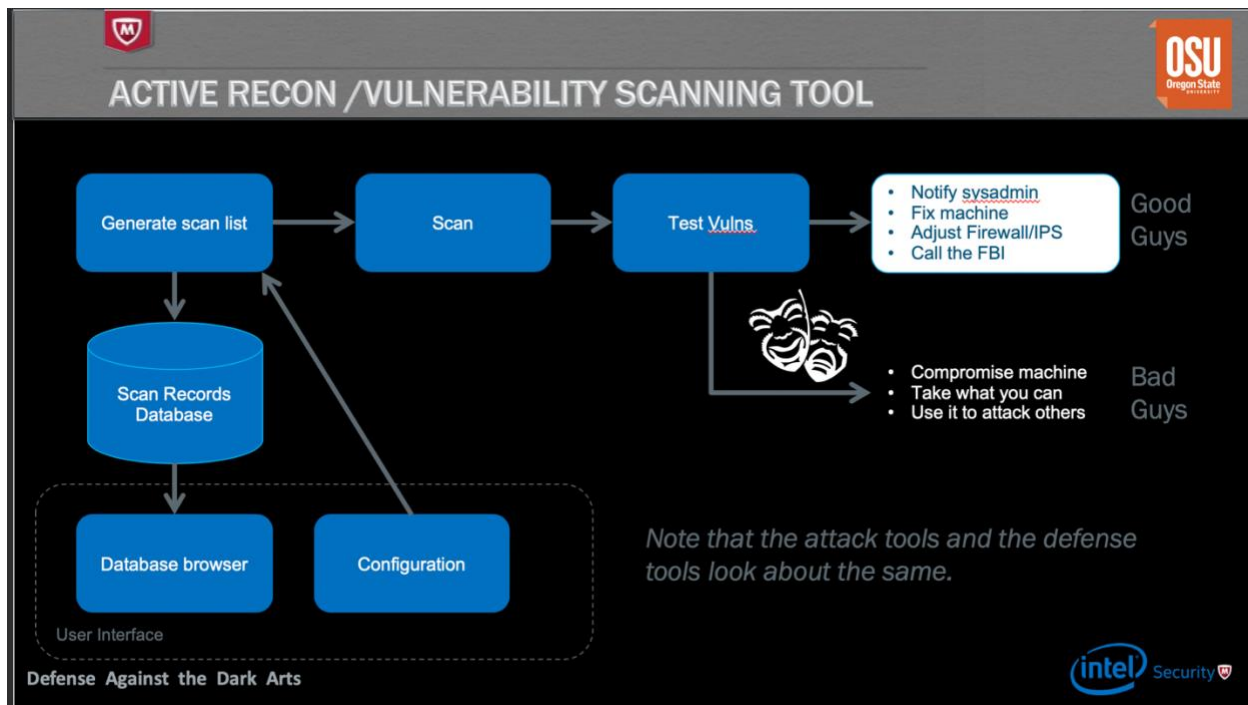 OSU
Oregon State
UNIVERSITY
ACTIVE RECON /VULNERABILITY SCANNING TOOL
Generate scan list
Scan
Test Vulns
• Notify sysadmin
• Fix machine
• Adjust Firewall/IPS
• Call the FBI
Good
Guys
Scan Records
Database
• Compromise machine
• Take what you can
• Use it to attack others
Bad
Guys
Database browser
Configuration
User Interface
Note that the attack tools and the defense
tools look about the same.
Defense Against the Dark Arts
intel Security